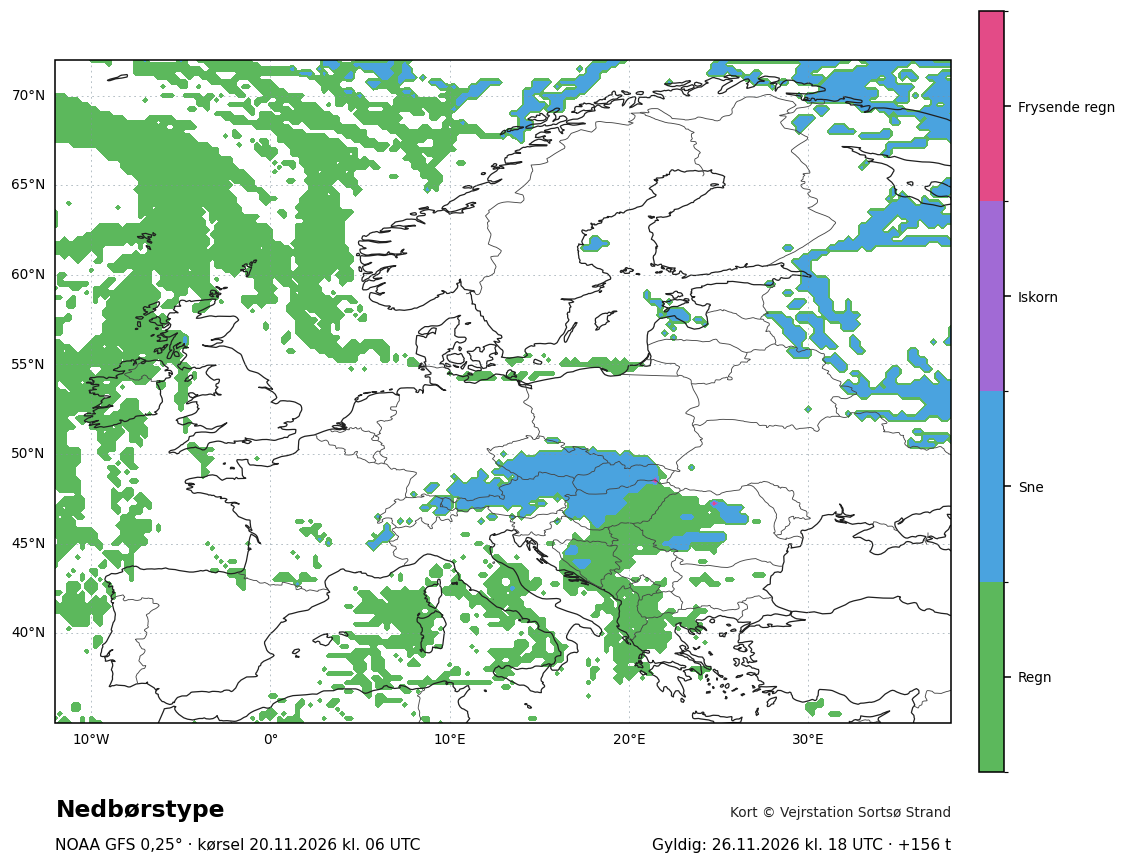 70°N
65°N
60°N
55°N
50°N
45°N
40°N
10°W
0°
10°E
20°E
30°E
Frysende regn
Iskorn
Sne
Regn
Nedbørstype
Kort © Vejrstation Sortsø Strand
NOAA GFS 0,25° · kørsel 20.11.2026 kl. 06 UTC
Gyldig: 26.11.2026 kl. 18 UTC · +156 t